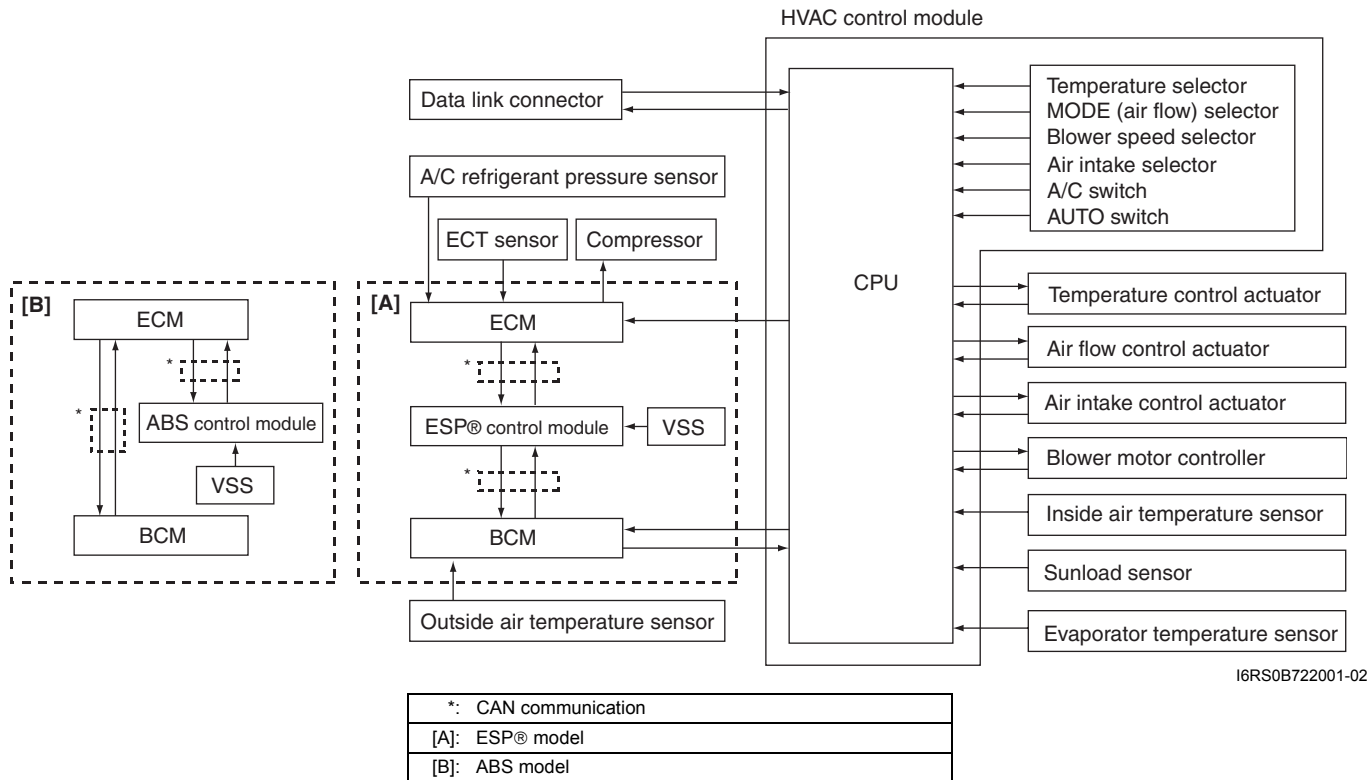 HVAC control module
Data link connector
A/C refrigerant pressure sensor
ECT sensor
Compressor
[B]
ECM
*
*
ABS control module
VSS
BCM
[A]
ECM
*
ESP® control module
VSS
*
BCM
Outside air temperature sensor
CPU
Temperature selector
MODE (air flow) selector
Blower speed selector
Air intake selector
A/C switch
AUTO switch
Temperature control actuator
Air flow control actuator
Air intake control actuator
Blower motor controller
Inside air temperature sensor
Sunload sensor
Evaporator temperature sensor
I6RS0B722001-02
*: CAN communication
[A]: ESP® model
[B]: ABS model